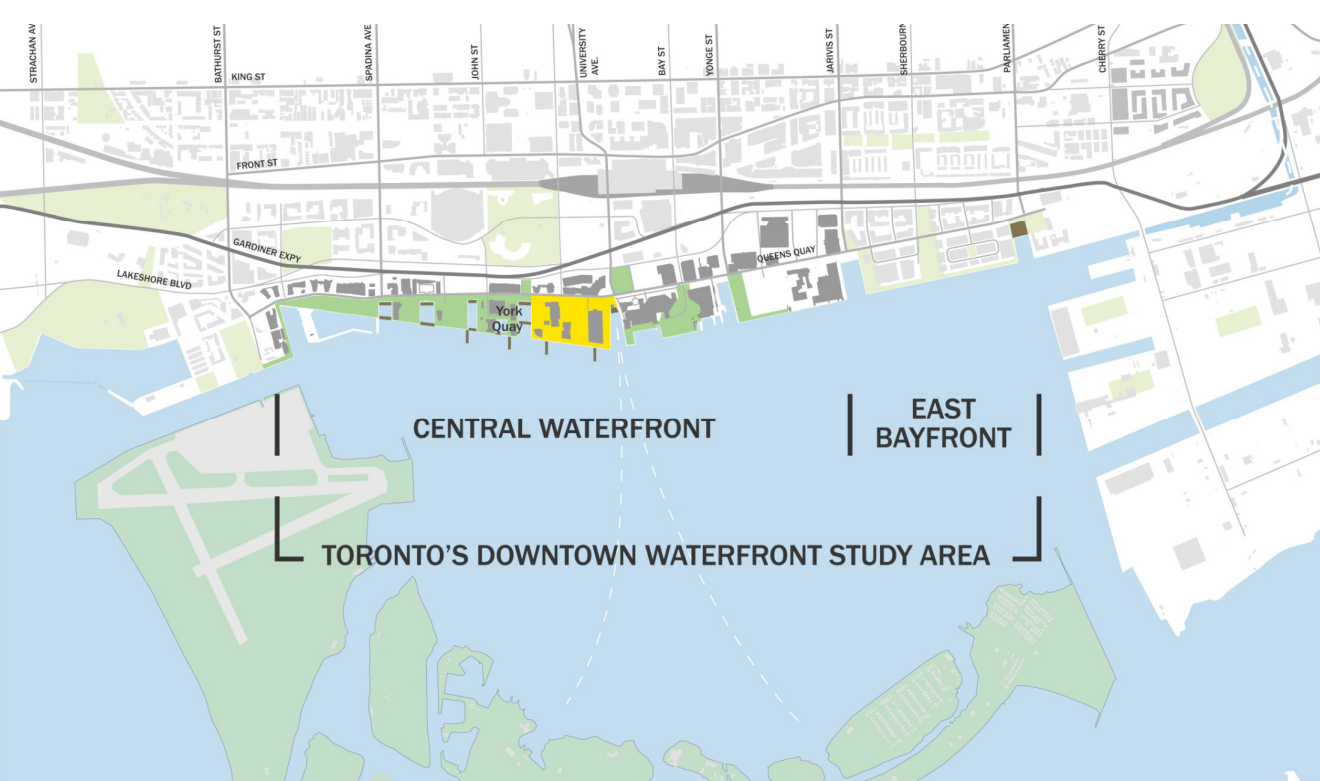 STRACHAN AV
BATHURST ST
SPADINA AVE
JOHN ST
UNIVERSITY
AVE.
BAY ST
YONGE ST
JARIVIS ST
SHERBOURN
PARLIAMEN
CHERRY ST
KING ST
FRONT ST
GARDINER EXPY
LAKESHORE BLVD
QUEENS QUAY
York
Quay
CENTRAL WATERFRONT
EAST
BAYFRONT
TORONTO'S DOWNTOWN WATERFRONT STUDY AREA